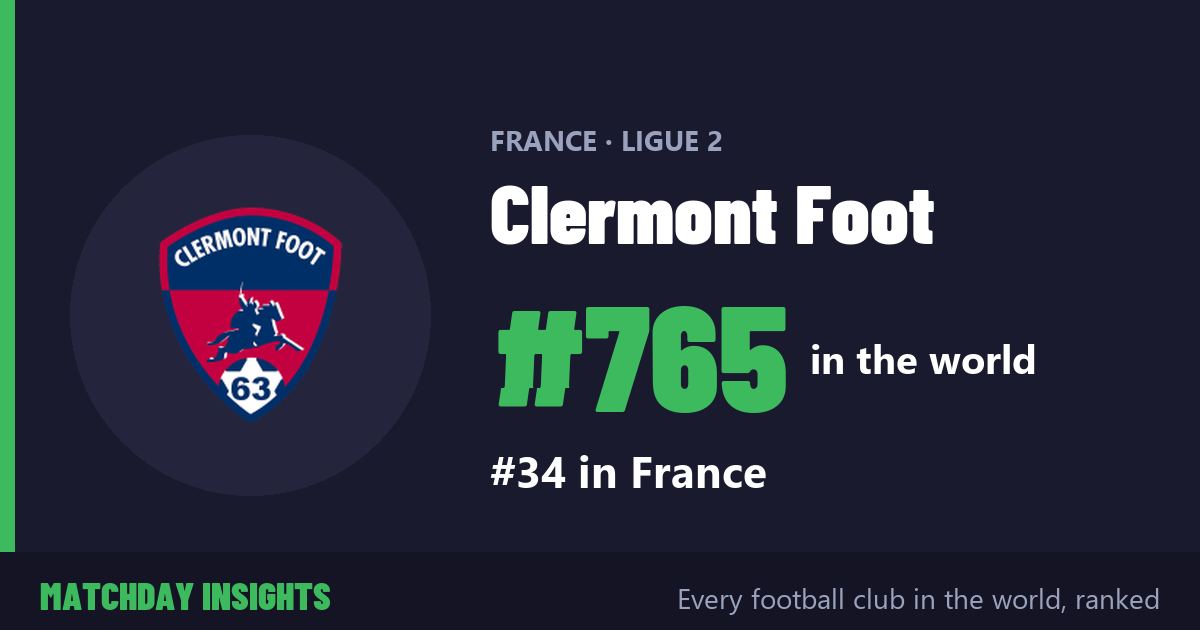 FRANCE · LIGUE 2
Clermont Foot
CLERMONT FOOT
63
#765 in the world
#34 in France
MATCHDAY INSIGHTS
Every football club in the world, ranked